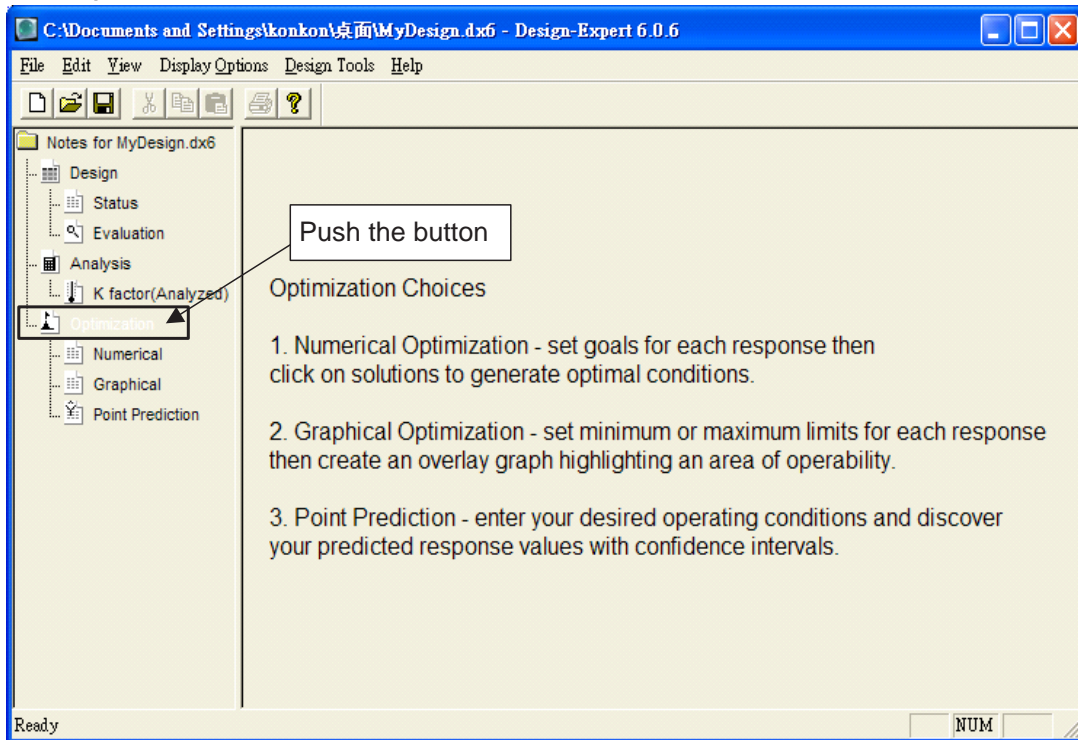 C:\Documents and Settings\konkon\桌面\MyDesign.dx6 - Design-Expert 6.0.6
File Edit View Display Options Design Tools Help
Notes for MyDesign.dx6
Design
Status
Evaluation
Analysis
K factor(Analyzed)
Optimization
Numerical
Graphical
Point Prediction
Push the button
Optimization Choices
1. Numerical Optimization - set goals for each response then
click on solutions to generate optimal conditions.
2. Graphical Optimization - set minimum or maximum limits for each response
then create an overlay graph highlighting an area of operability.
3. Point Prediction - enter your desired operating conditions and discover
your predicted response values with confidence intervals.
Ready
NUM